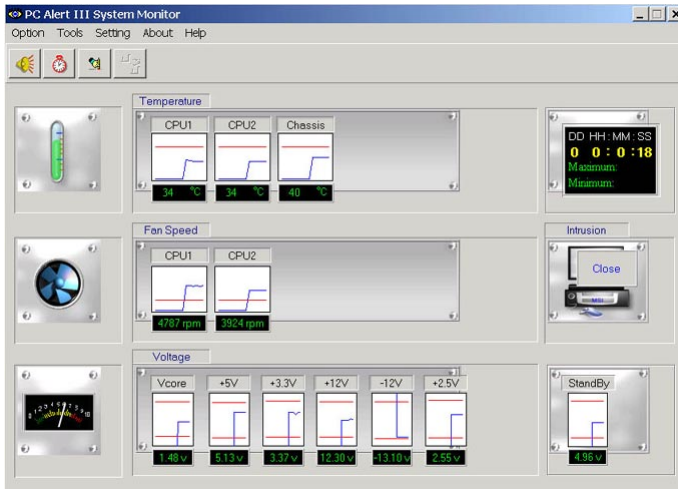 PC Alert III System Monitor
Option Tools Setting About Help
Temperature
CPU1 CPU2 Chassis
34 °C 34 °C 40 °C
DD HH : MM : SS
0 0 : 0 : 18
Maximum:
Minimum:
Fan Speed
CPU1 CPU2
4787 rpm 3924 rpm
Intrusion
Close
MSI
Voltage
Vcore +5V +3.3V +12V -12V +2.5V
1.48 v 5.13 v 3.37 v 12.30 v -13.10 v 2.55 v
StandBy
4.96 v